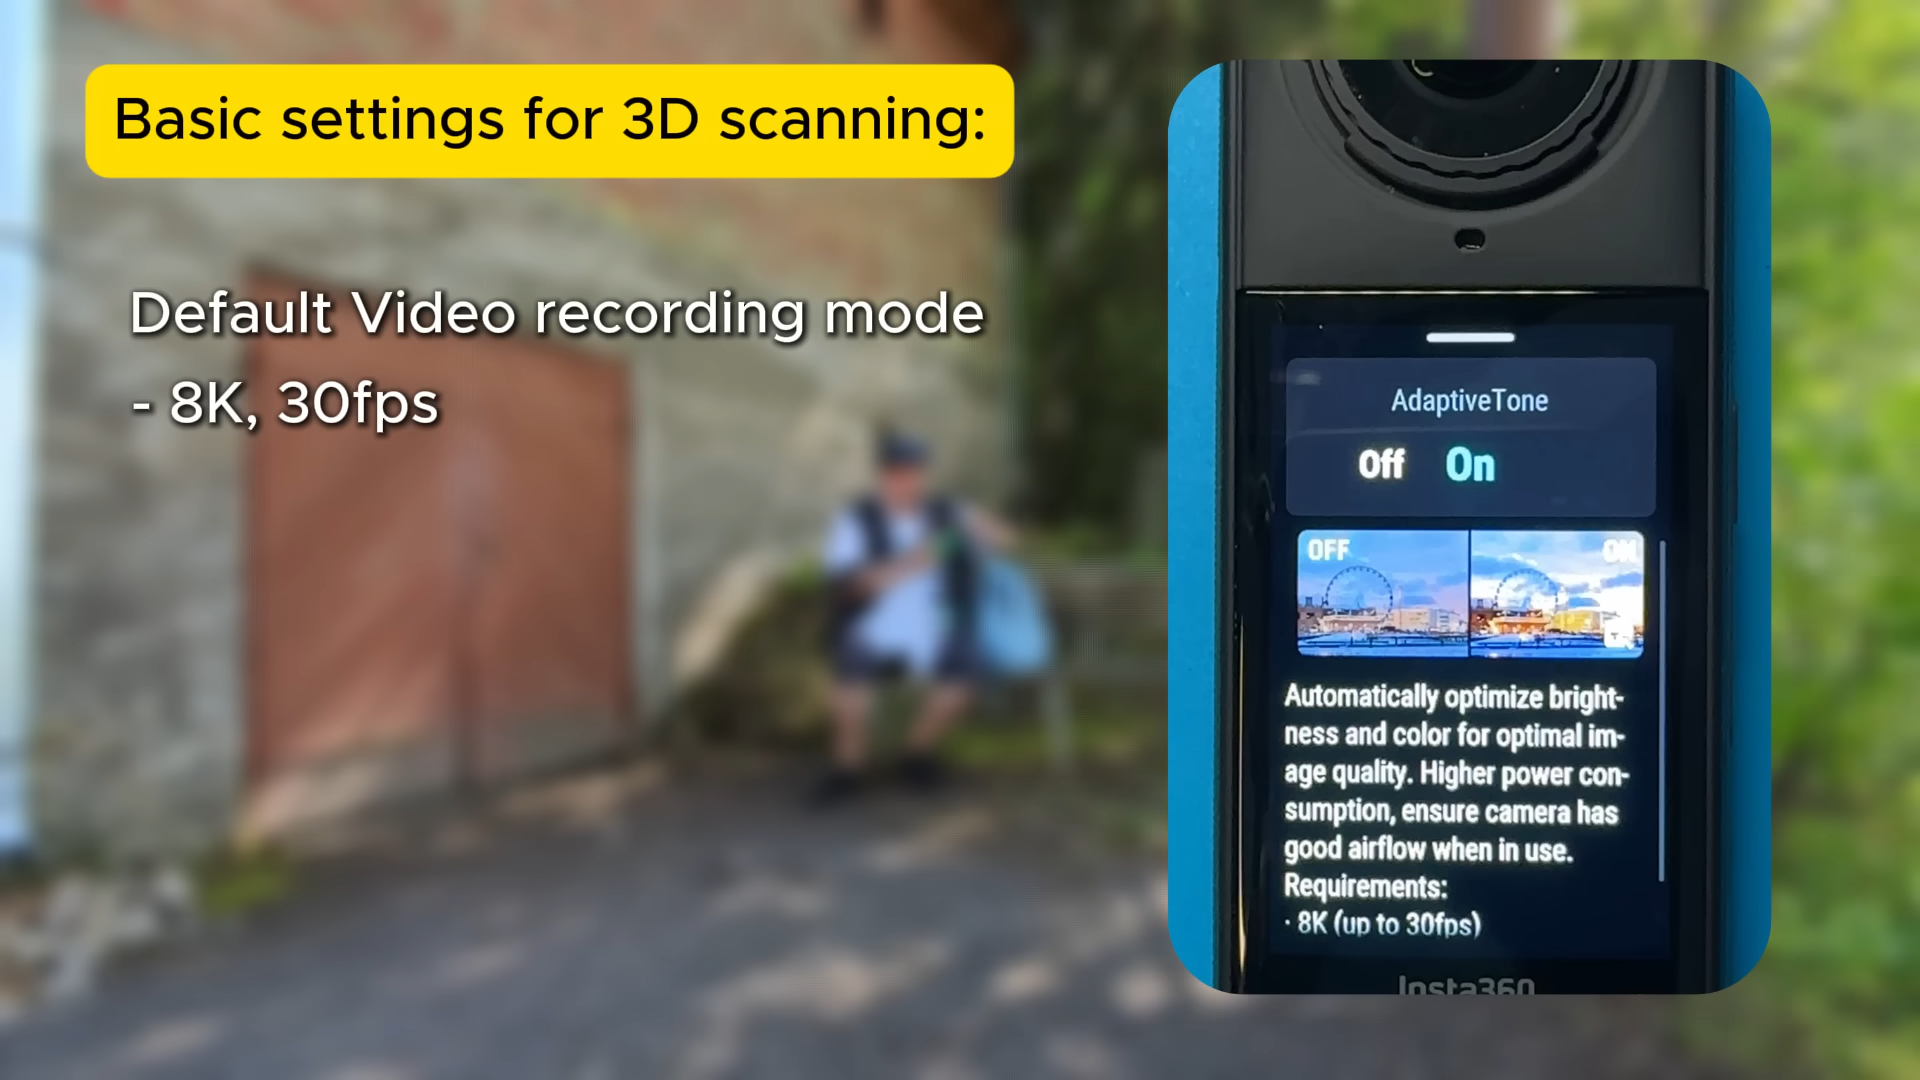 Basic settings for 3D scanning:
Default Video recording mode
- 8K, 30fps
AdaptiveTone
Off On
OFF ON
Automatically optimize bright-
ness and color for optimal im-
age quality. Higher power con-
sumption, ensure camera has
good airflow when in use.
Requirements:
· 8K (up to 30fps)
Insta360